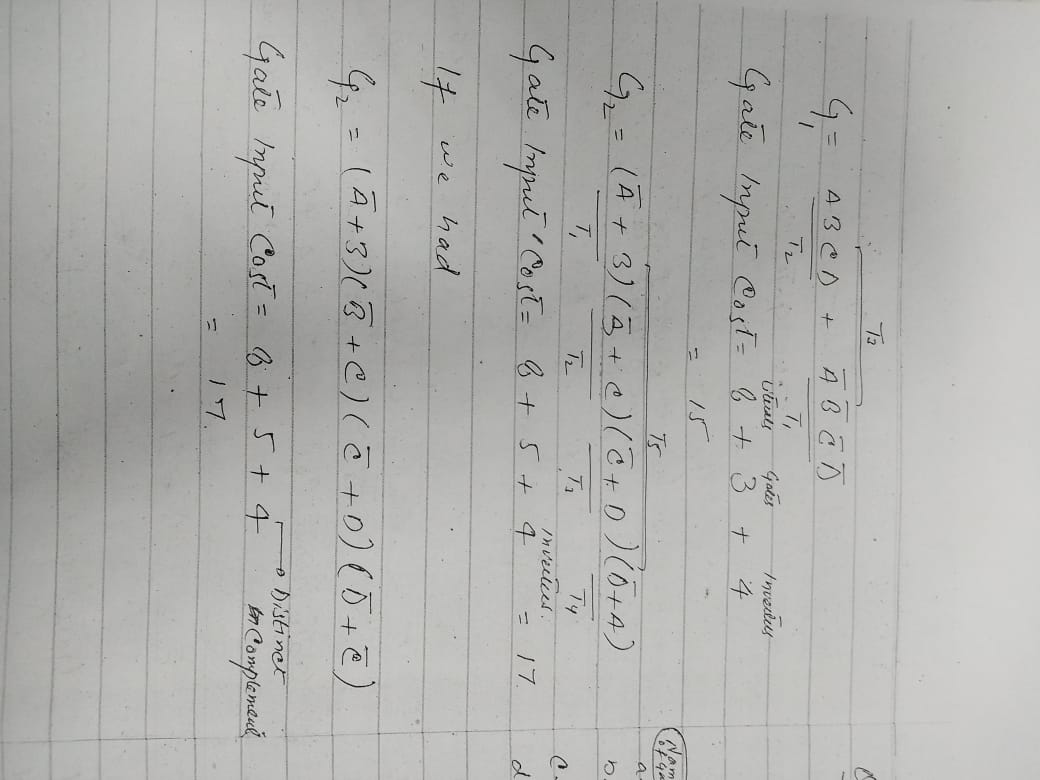 T3
G1 = ABCD + A̅ B̅ C̅ D̅
T2 T1
Literals Gates Inverters
Gate Input Cost = 8 + 3 + 4
= 15
T5
G2 = (A̅ + B)(B̅ + C)(C̅ + D)(D̅ + A)
T1 T2 T3 T4
Inverters.
Gate Input Cost = 8 + 5 + 4 = 17.
If we had
G2 = (A̅ + B)(B̅ + C)(C̅ + D)(D̅ + C̅)
Gate Input Cost = 8 + 5 + 4 → Distinct
Complement
= 17.
a
b.
C
d